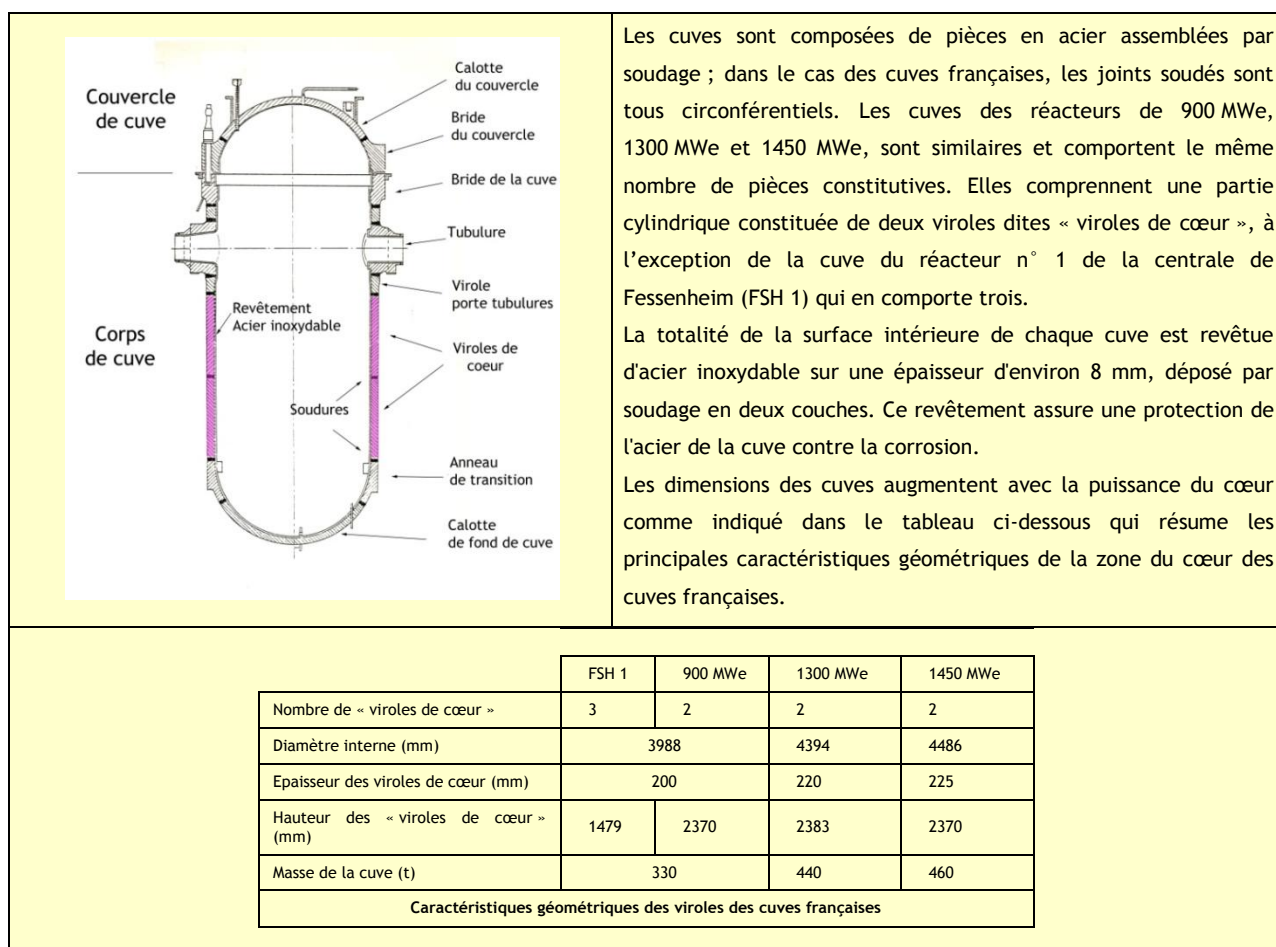 Couvercle
de cuve
Corps
de cuve
Calotte
du couvercle
Bride
du couvercle
Bride de la cuve
Tubulure
Virole
porte tubulures
Revêtement
Acier inoxydable
Viroles de
coeur
Soudures
Anneau
de transition
Calotte
de fond de cuve
Les cuves sont composées de pièces en acier assemblées par
soudage ; dans le cas des cuves françaises, les joints soudés sont
tous circonférentiels. Les cuves des réacteurs de 900 MWe,
1300 MWe et 1450 MWe, sont similaires et comportent le même
nombre de pièces constitutives. Elles comprennent une partie
cylindrique constituée de deux viroles dites « viroles de cœur », à
l’exception de la cuve du réacteur n° 1 de la centrale de
Fessenheim (FSH 1) qui en comporte trois.
La totalité de la surface intérieure de chaque cuve est revêtue
d'acier inoxydable sur une épaisseur d'environ 8 mm, déposé par
soudage en deux couches. Ce revêtement assure une protection de
l'acier de la cuve contre la corrosion.
Les dimensions des cuves augmentent avec la puissance du cœur
comme indiqué dans le tableau ci-dessous qui résume les
principales caractéristiques géométriques de la zone du cœur des
cuves françaises.
FSH 1 900 MWe 1300 MWe 1450 MWe
Nombre de « viroles de cœur » 3 2 2 2
Diamètre interne (mm) 3988 4394 4486
Epaisseur des viroles de cœur (mm) 200 220 225
Hauteur des « viroles de cœur »
(mm) 1479 2370 2383 2370
Masse de la cuve (t) 330 440 460
Caractéristiques géométriques des viroles des cuves françaises